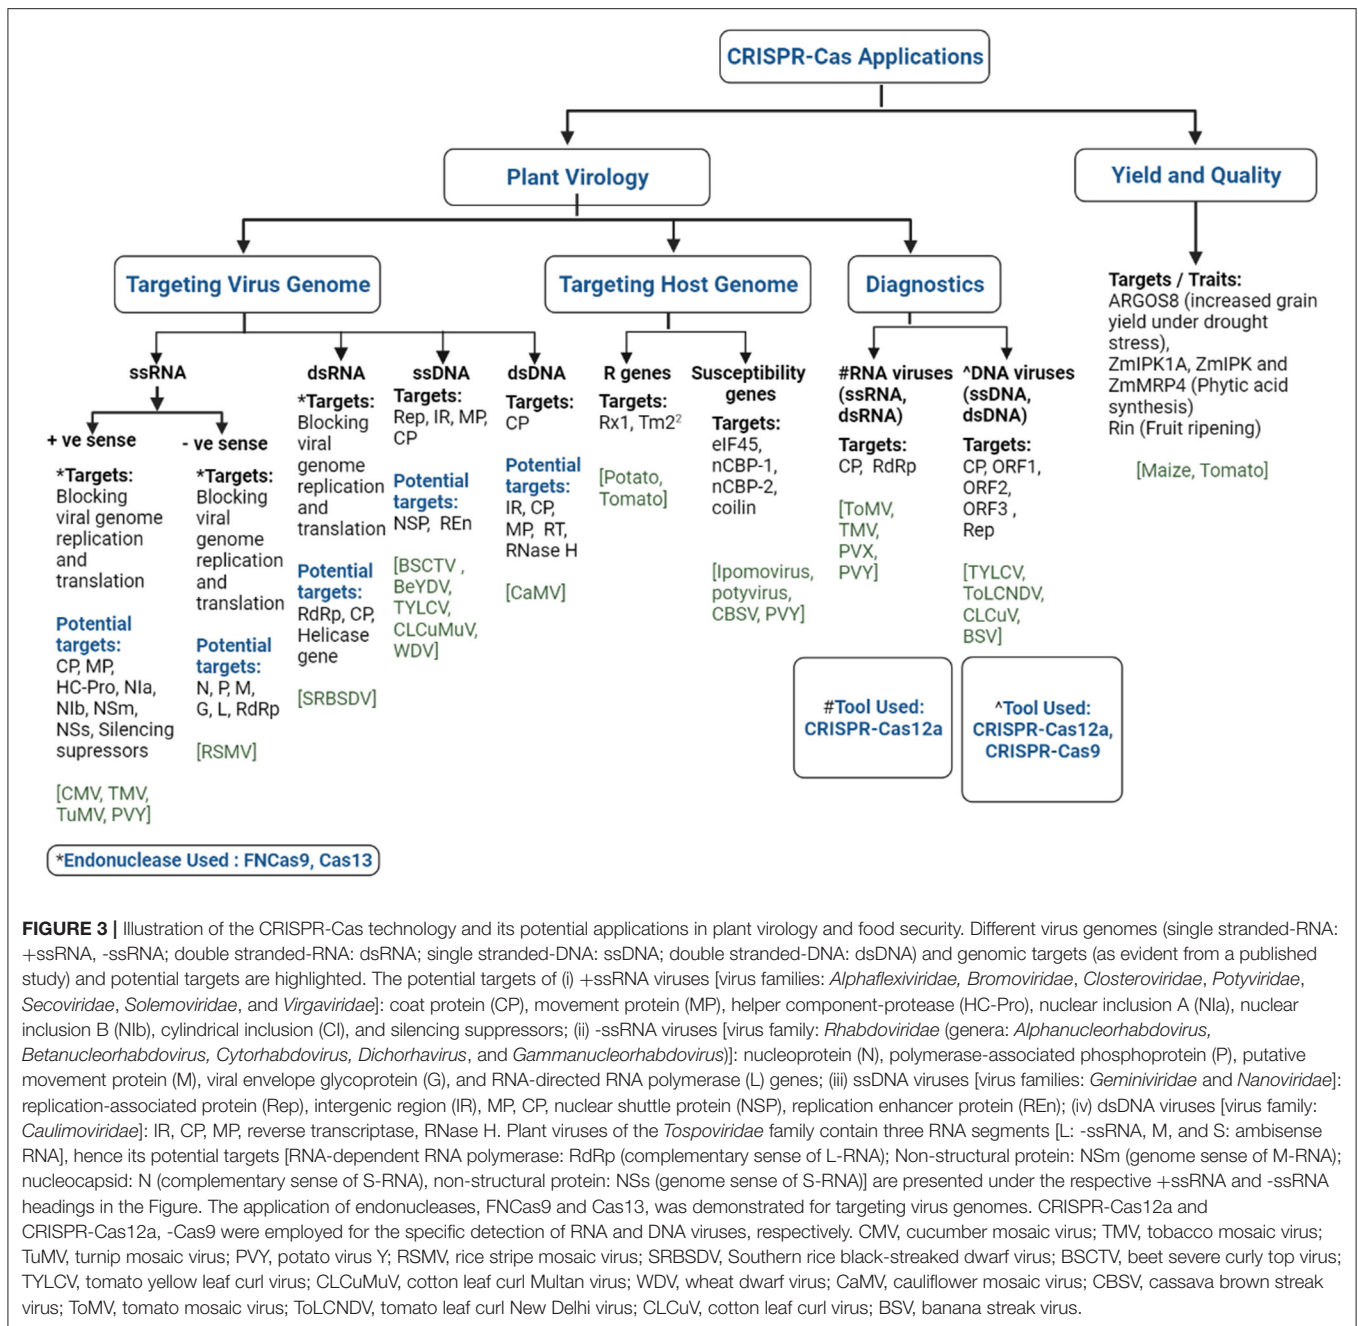 CRISPR-Cas Applications
Plant Virology
Yield and Quality
Targeting Virus Genome
Targeting Host Genome
Diagnostics
ssRNA
+ ve sense
*Targets:
Blocking
viral genome
replication
and
translation
Potential
targets:
CP, MP,
HC-Pro, NIa,
NIb, NSm,
NSs, Silencing
supressors
[CMV, TMV,
TuMV, PVY]
- ve sense
*Targets:
Blocking
viral
genome
replication
and
translation
Potential
targets:
N, P, M,
G, L, RdRp
[RSMV]
dsRNA
*Targets:
Blocking
viral
genome
replication
and
translation
Potential
targets:
RdRp, CP,
Helicase
gene
[SRBSDV]
ssDNA
Targets:
Rep, IR, MP,
CP
Potential
targets:
NSP, REn
[BSCTV ,
BeYDV,
TYLCV,
CLCuMuV,
WDV]
dsDNA
Targets:
CP
Potential
targets:
IR, CP,
MP, RT,
RNase H
[CaMV]
R genes
Targets:
Rx1, Tm2²
[Potato,
Tomato]
Susceptibility
genes
Targets:
eIF45,
nCBP-1,
nCBP-2,
coilin
[Ipomovirus,
potyvirus,
CBSV, PVY]
#RNA viruses
(ssRNA,
dsRNA)
Targets:
CP, RdRp
[ToMV,
TMV,
PVX,
PVY]
^DNA viruses
(ssDNA,
dsDNA)
Targets:
CP, ORF1,
ORF2,
ORF3 ,
Rep
[TYLCV,
ToLCNDV,
CLCuV,
BSV]
Targets / Traits:
ARGOS8 (increased grain
yield under drought
stress),
ZmIPK1A, ZmIPK and
ZmMRP4 (Phytic acid
synthesis)
Rin (Fruit ripening)
[Maize, Tomato]
#Tool Used:
CRISPR-Cas12a
^Tool Used:
CRISPR-Cas12a,
CRISPR-Cas9
*Endonuclease Used : FNCas9, Cas13
FIGURE 3 | Illustration of the CRISPR-Cas technology and its potential applications in plant virology and food security. Different virus genomes (single stranded-RNA:
+ssRNA, -ssRNA; double stranded-RNA: dsRNA; single stranded-DNA: ssDNA; double stranded-DNA: dsDNA) and genomic targets (as evident from a published
study) and potential targets are highlighted. The potential targets of (i) +ssRNA viruses [virus families: Alphaflexiviridae, Bromoviridae, Closteroviridae, Potyviridae,
Secoviridae, Solemoviridae, and Virgaviridae]: coat protein (CP), movement protein (MP), helper component-protease (HC-Pro), nuclear inclusion A (NIa), nuclear
inclusion B (NIb), cylindrical inclusion (CI), and silencing suppressors; (ii) -ssRNA viruses [virus family: Rhabdoviridae (genera: Alphanucleorhabdovirus,
Betanucleorhabdovirus, Cytorhabdovirus, Dichorhavirus, and Gammanucleorhabdovirus)]: nucleoprotein (N), polymerase-associated phosphoprotein (P), putative
movement protein (M), viral envelope glycoprotein (G), and RNA-directed RNA polymerase (L) genes; (iii) ssDNA viruses [virus families: Geminiviridae and Nanoviridae]:
replication-associated protein (Rep), intergenic region (IR), MP, CP, nuclear shuttle protein (NSP), replication enhancer protein (REn); (iv) dsDNA viruses [virus family:
Caulimoviridae]: IR, CP, MP, reverse transcriptase, RNase H. Plant viruses of the Tospoviridae family contain three RNA segments [L: -ssRNA, M, and S: ambisense
RNA], hence its potential targets [RNA-dependent RNA polymerase: RdRp (complementary sense of L-RNA); Non-structural protein: NSm (genome sense of M-RNA);
nucleocapsid: N (complementary sense of S-RNA), non-structural protein: NSs (genome sense of S-RNA)] are presented under the respective +ssRNA and -ssRNA
headings in the Figure. The application of endonucleases, FNCas9 and Cas13, was demonstrated for targeting virus genomes. CRISPR-Cas12a and
CRISPR-Cas12a, -Cas9 were employed for the specific detection of RNA and DNA viruses, respectively. CMV, cucumber mosaic virus; TMV, tobacco mosaic virus;
TuMV, turnip mosaic virus; PVY, potato virus Y; RSMV, rice stripe mosaic virus; SRBSDV, Southern rice black-streaked dwarf virus; BSCTV, beet severe curly top virus;
TYLCV, tomato yellow leaf curl virus; CLCuMuV, cotton leaf curl Multan virus; WDV, wheat dwarf virus; CaMV, cauliflower mosaic virus; CBSV, cassava brown streak
virus; ToMV, tomato mosaic virus; ToLCNDV, tomato leaf curl New Delhi virus; CLCuV, cotton leaf curl virus; BSV, banana streak virus.